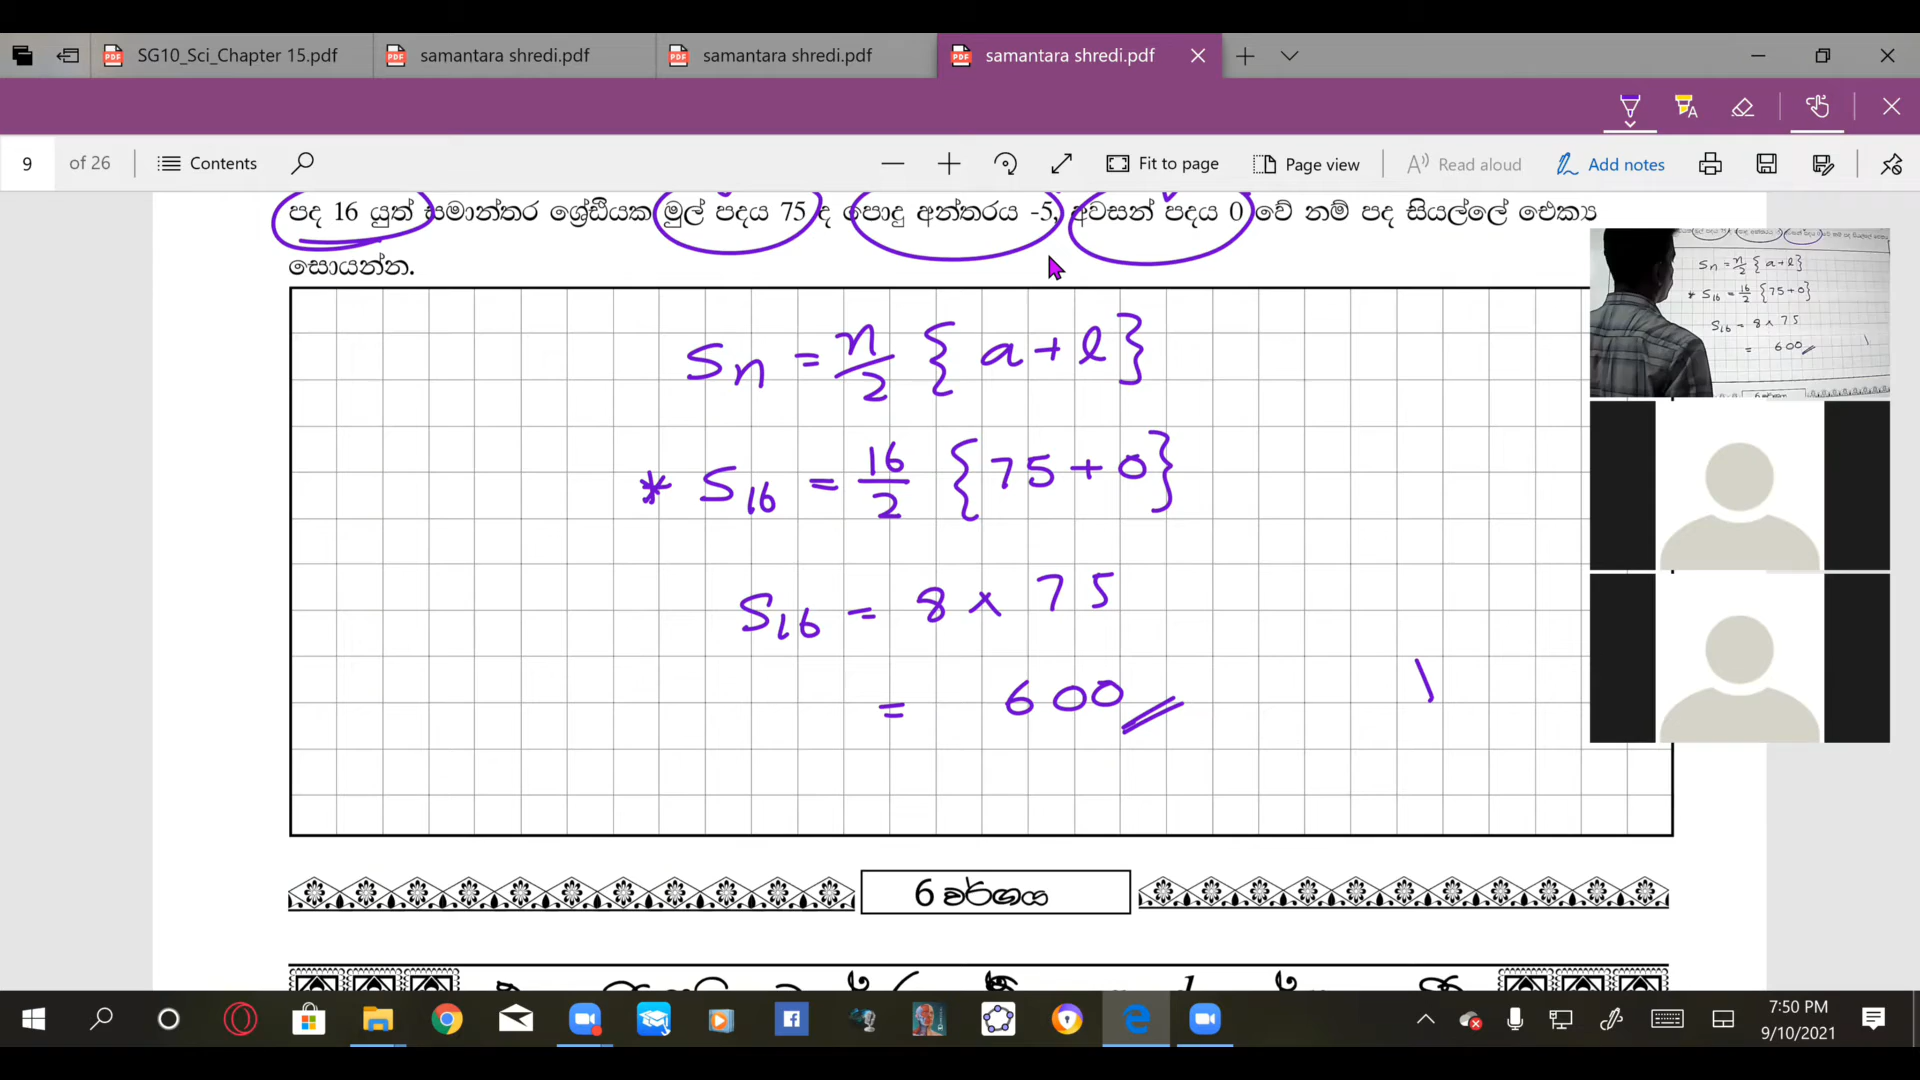 SG10_Sci_Chapter 15.pdf
samantara shredi.pdf
samantara shredi.pdf
samantara shredi.pdf
9 of 26
Contents
Fit to page
Page view
Read aloud
Add notes
පද 16 යුත් සමාන්තර ශ්‍රේඪියක මුල් පදය 75 ද පොදු අන්තරය -5, අවසන් පදය 0 වේ නම් පද සියල්ලේ ඓක්‍ය
සොයන්න.
Sn = n/2 { a + l }
* S16 = 16/2 { 75 + 0 }
S16 = 8 × 75
= 600
6 වර්ගය
7:50 PM
9/10/2021